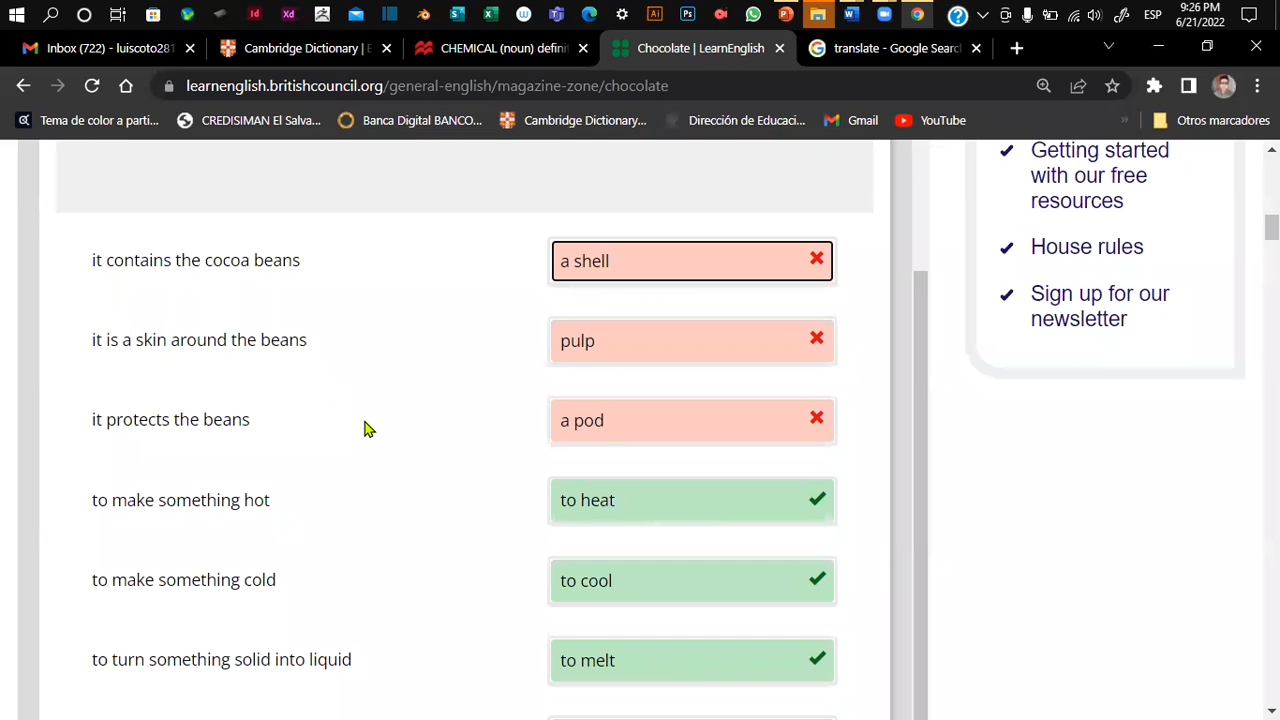 9:26 PM
ESP
6/21/2022
Inbox (722) - luiscoto281
Cambridge Dictionary | E
CHEMICAL (noun) defini
Chocolate | LearnEnglish
translate - Google Searc
learnenglish.britishcouncil.org/general-english/magazine-zone/chocolate
Tema de color a parti...
CREDISIMAN El Salva...
Banca Digital BANCO...
Cambridge Dictionary...
Dirección de Educaci...
Gmail
YouTube
»
Otros marcadores
Getting started
with our free
resources
House rules
Sign up for our
newsletter
it contains the cocoa beans
a shell
it is a skin around the beans
pulp
it protects the beans
a pod
to make something hot
to heat
to make something cold
to cool
to turn something solid into liquid
to melt